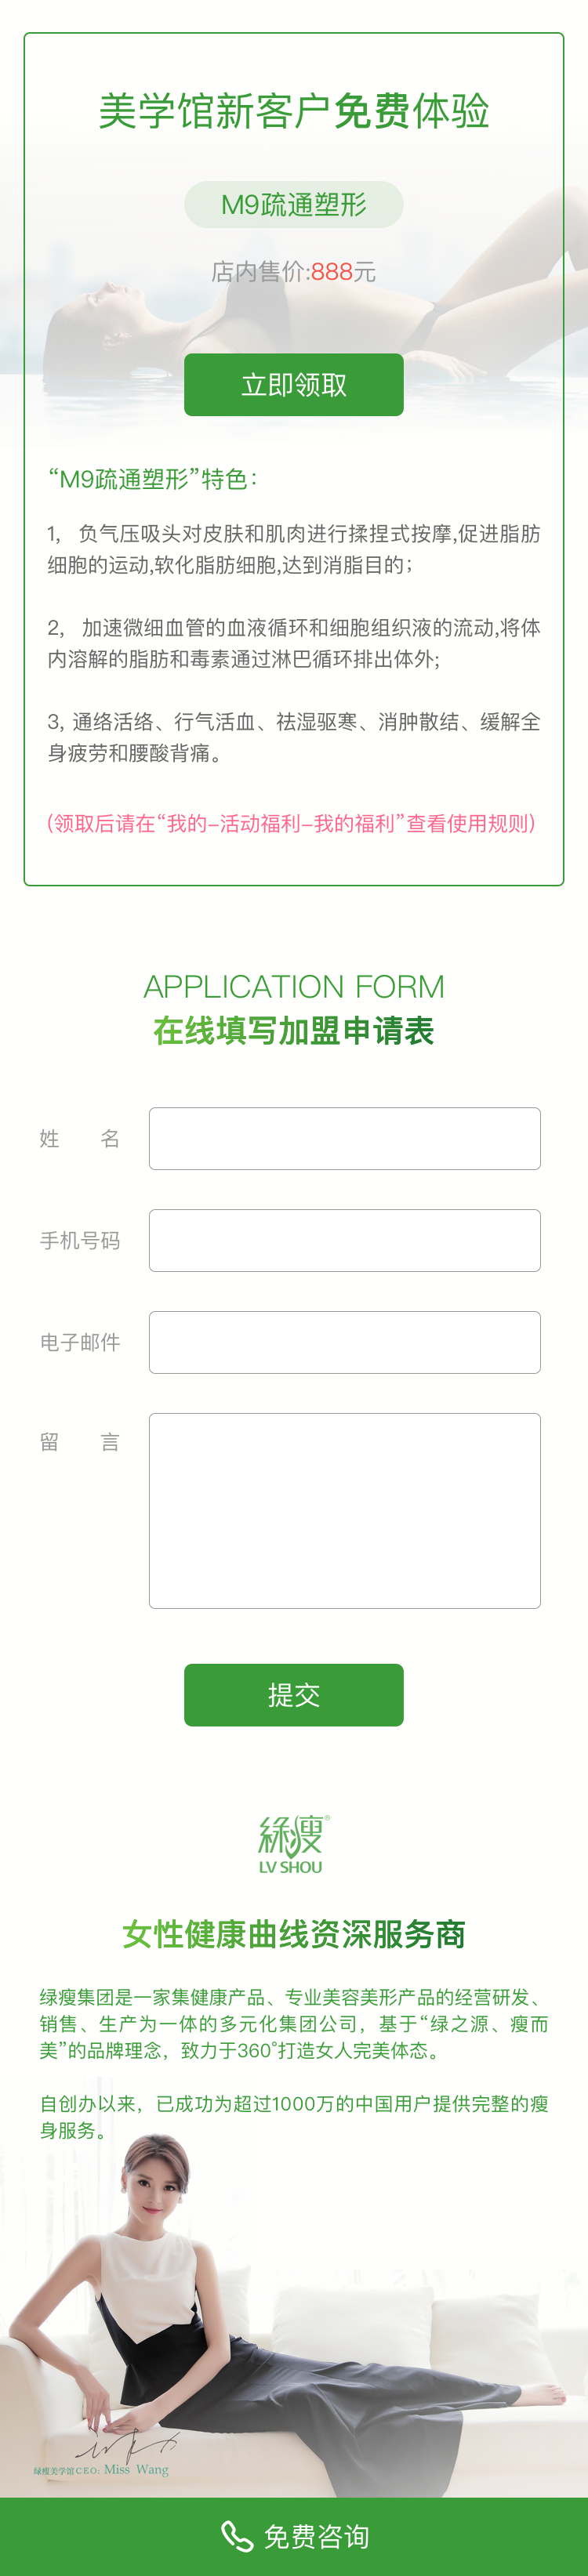 美学馆新客户免费体验
M9疏通塑形
店内售价:888元
立即领取
“M9疏通塑形”特色：
1， 负气压吸头对皮肤和肌肉进行揉捏式按摩,促进脂肪
细胞的运动,软化脂肪细胞,达到消脂目的；
2， 加速微细血管的血液循环和细胞组织液的流动,将体
内溶解的脂肪和毒素通过淋巴循环排出体外;
3, 通络活络、行气活血、祛湿驱寒、消肿散结、缓解全
身疲劳和腰酸背痛。
(领取后请在“我的–活动福利–我的福利”查看使用规则)
APPLICATION FORM
在线填写加盟申请表
姓 名
手机号码
电子邮件
留 言
提交
綠瘦®
LV SHOU
女性健康曲线资深服务商
绿瘦集团是一家集健康产品、专业美容美形产品的经营研发、
销售、生产为一体的多元化集团公司，基于“绿之源、瘦而
美”的品牌理念，致力于360°打造女人完美体态。
自创办以来，已成功为超过1000万的中国用户提供完整的瘦
身服务。
绿瘦美学馆CEO: Miss Wang
免费咨询